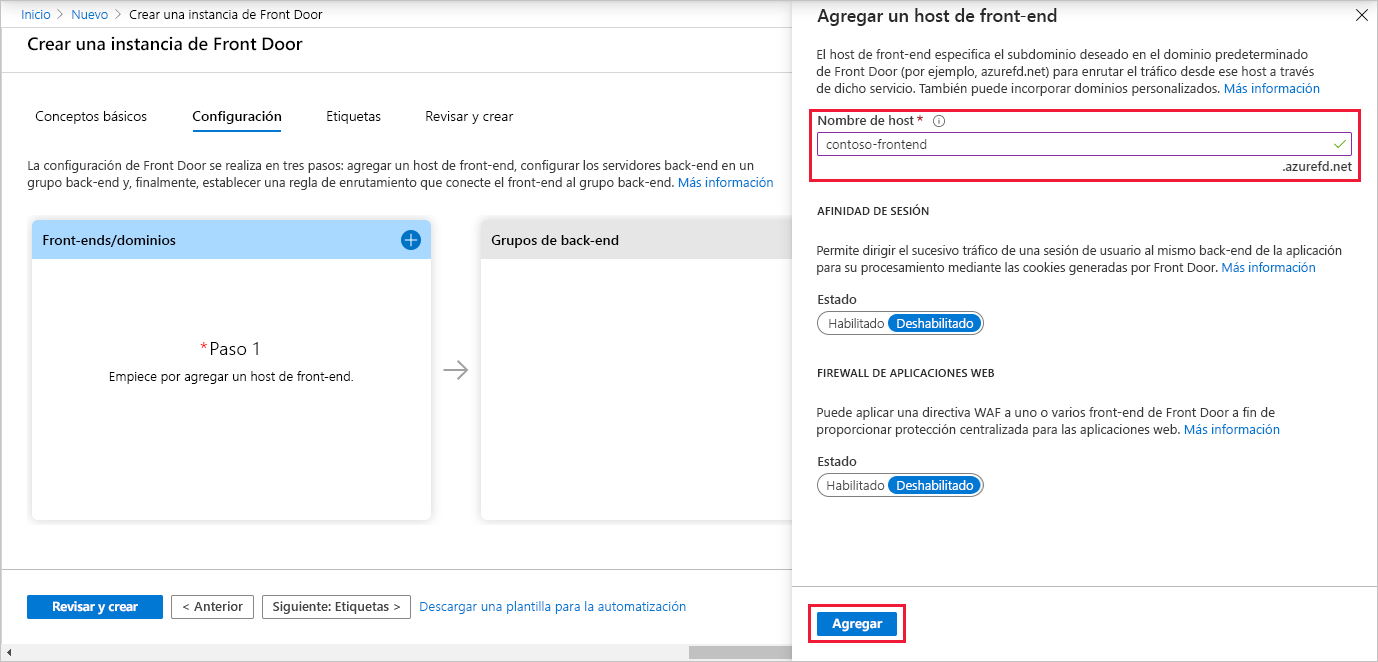 Inicio > Nuevo > Crear una instancia de Front Door
Crear una instancia de Front Door
Conceptos básicos Configuración Etiquetas Revisar y crear
La configuración de Front Door se realiza en tres pasos: agregar un host de front-end, configurar los servidores back-end en un
grupo back-end y, finalmente, establecer una regla de enrutamiento que conecte el front-end al grupo back-end. Más información
Front-ends/dominios
*Paso 1
Empiece por agregar un host de front-end.
Grupos de back-end
Revisar y crear
< Anterior
Siguiente: Etiquetas >
Descargar una plantilla para la automatización
Agregar un host de front-end
El host de front-end especifica el subdominio deseado en el dominio predeterminado
de Front Door (por ejemplo, azurefd.net) para enrutar el tráfico desde ese host a través
de dicho servicio. También puede incorporar dominios personalizados. Más información
Nombre de host *
contoso-frontend
.azurefd.net
AFINIDAD DE SESIÓN
Permite dirigir el sucesivo tráfico de una sesión de usuario al mismo back-end de la aplicación
para su procesamiento mediante las cookies generadas por Front Door. Más información
Estado
Habilitado Deshabilitado
FIREWALL DE APLICACIONES WEB
Puede aplicar una directiva WAF a uno o varios front-end de Front Door a fin de
proporcionar protección centralizada para las aplicaciones web. Más información
Estado
Habilitado Deshabilitado
Agregar